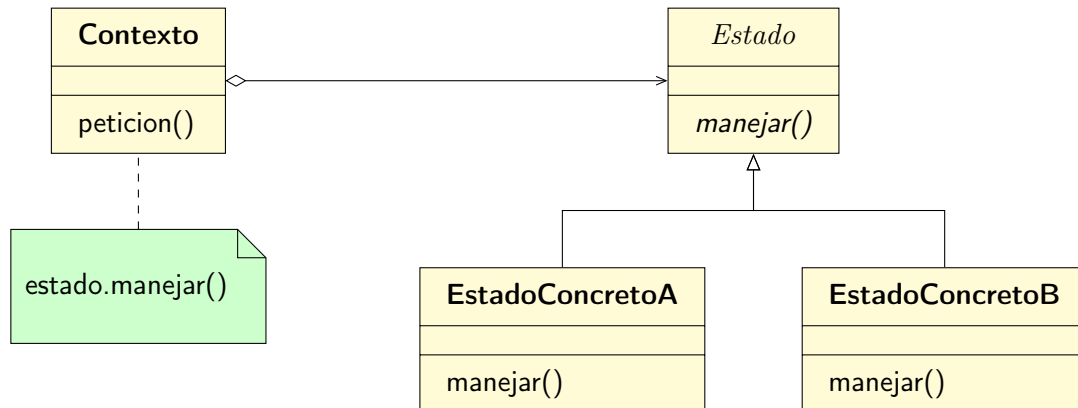 Contexto
peticion()
Estado
manejar()
estado.manejar()
EstadoConcretoA
manejar()
EstadoConcretoB
manejar()